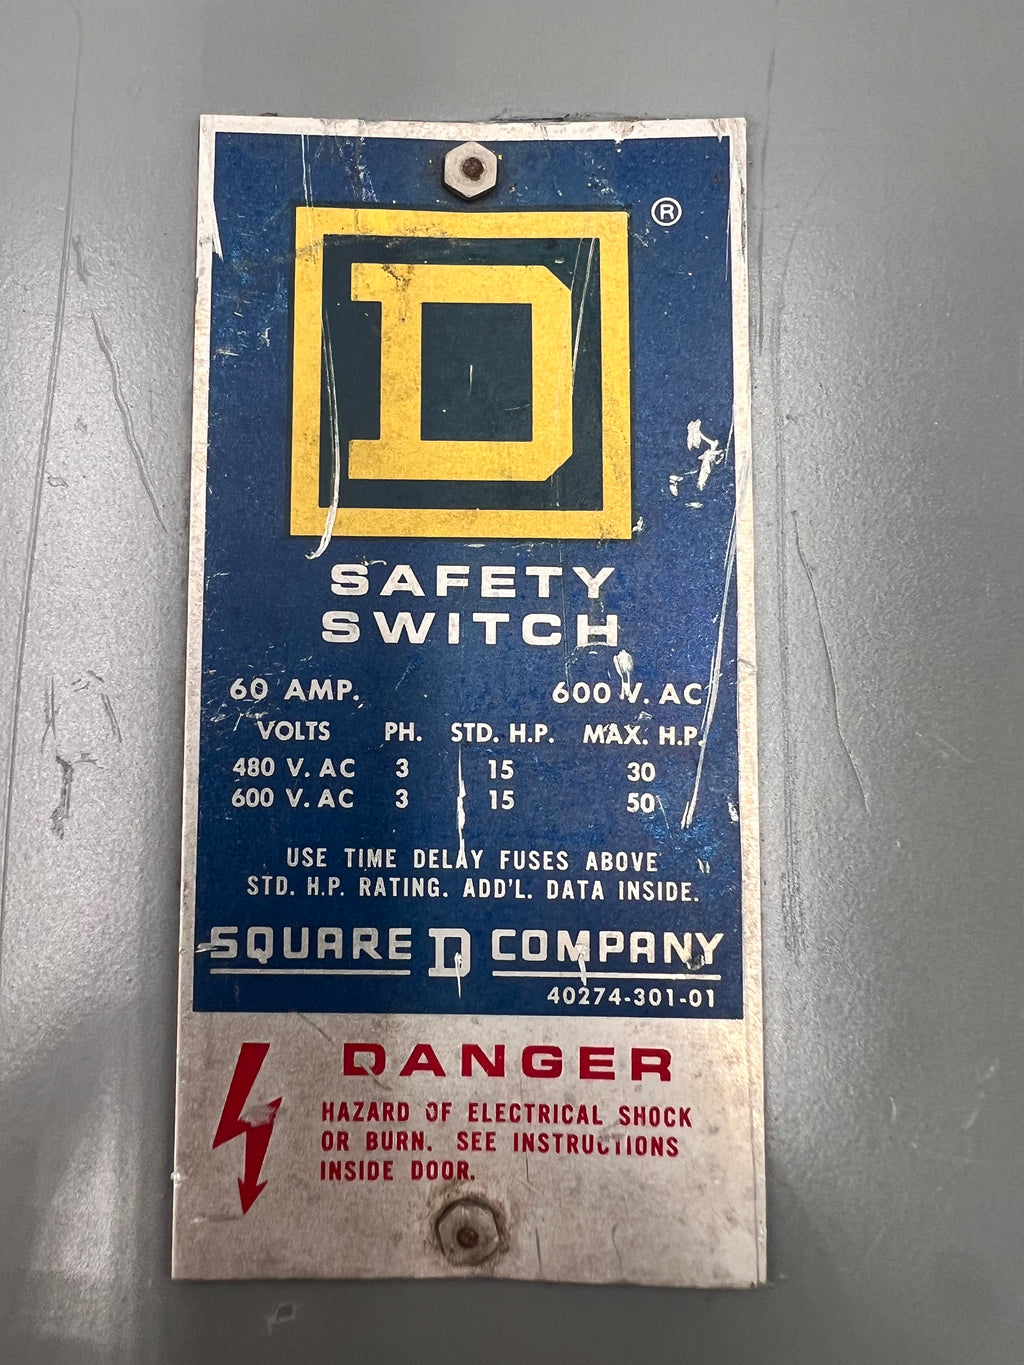 D ®
SAFETY
SWITCH
60 AMP. 600 V. AC
VOLTS PH. STD. H.P. MAX. H.P.
480 V. AC 3 15 30
600 V. AC 3 15 50
USE TIME DELAY FUSES ABOVE
STD. H.P. RATING. ADD'L. DATA INSIDE.
SQUARE D COMPANY
40274-301-01
DANGER
HAZARD OF ELECTRICAL SHOCK
OR BURN. SEE INSTRUCTIONS
INSIDE DOOR.